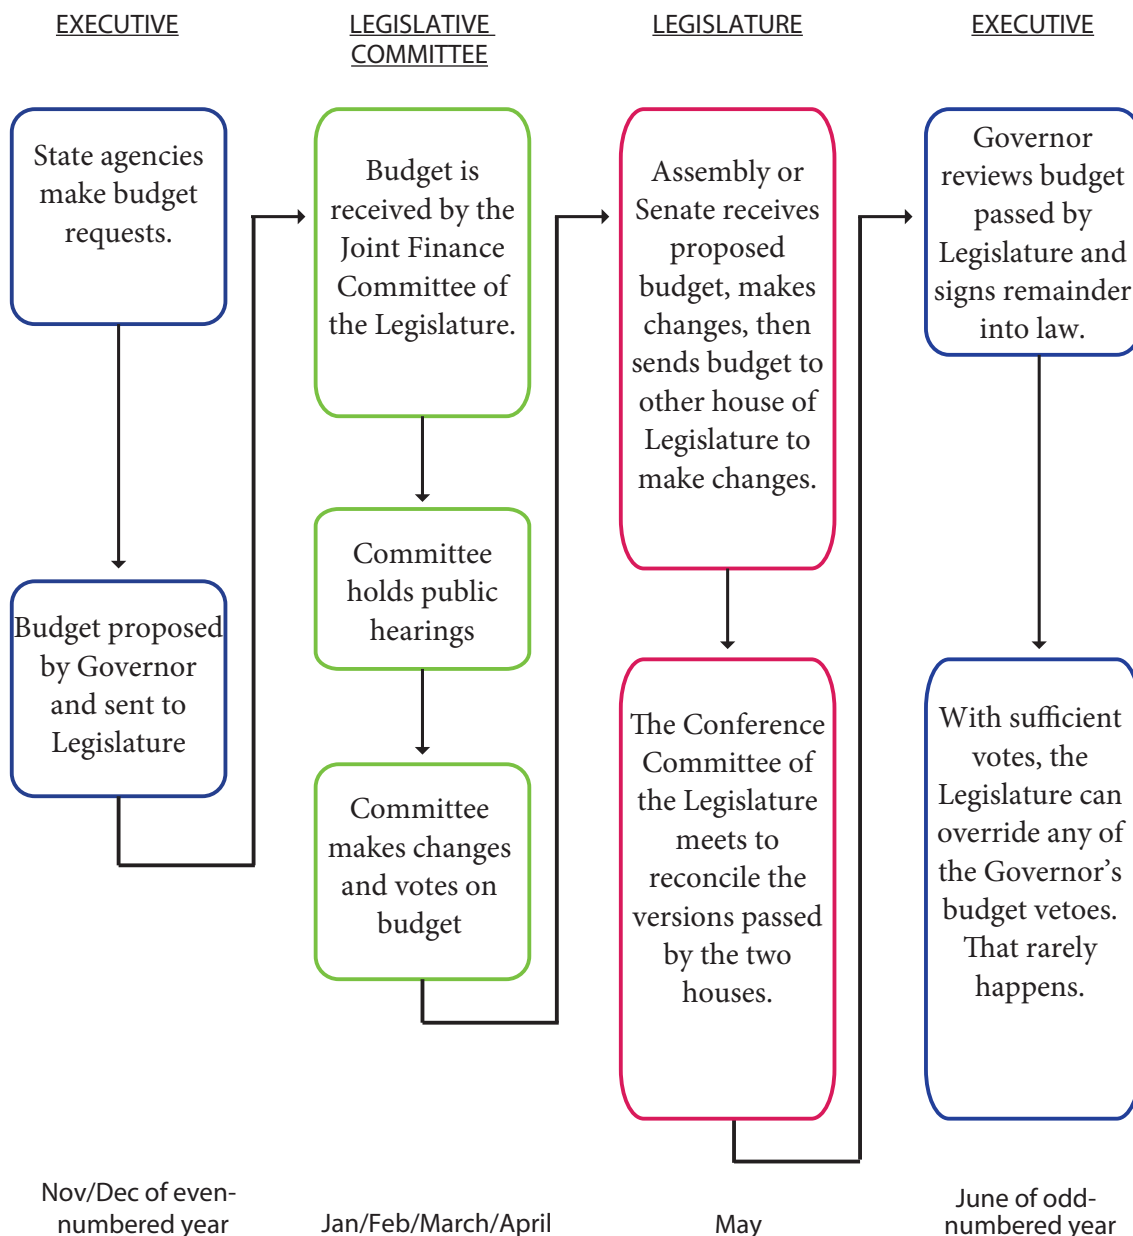 EXECUTIVE
State agencies
make budget
requests.
Budget proposed
by Governor
and sent to
Legislature
Nov/Dec of even-
numbered year
LEGISLATIVE
COMMITTEE
Budget is
received by the
Joint Finance
Committee of
the Legislature.
Committee
holds public
hearings
Committee
makes changes
and votes on
budget
Jan/Feb/March/April
LEGISLATURE
Assembly or
Senate receives
proposed
budget, makes
changes, then
sends budget to
other house of
Legislature to
make changes.
The Conference
Committee of
the Legislature
meets to
reconcile the
versions passed
by the two
houses.
May
EXECUTIVE
Governor
reviews budget
passed by
Legislature and
signs remainder
into law.
With sufficient
votes, the
Legislature can
override any of
the Governor’s
budget vetoes.
That rarely
happens.
June of odd-
numbered year